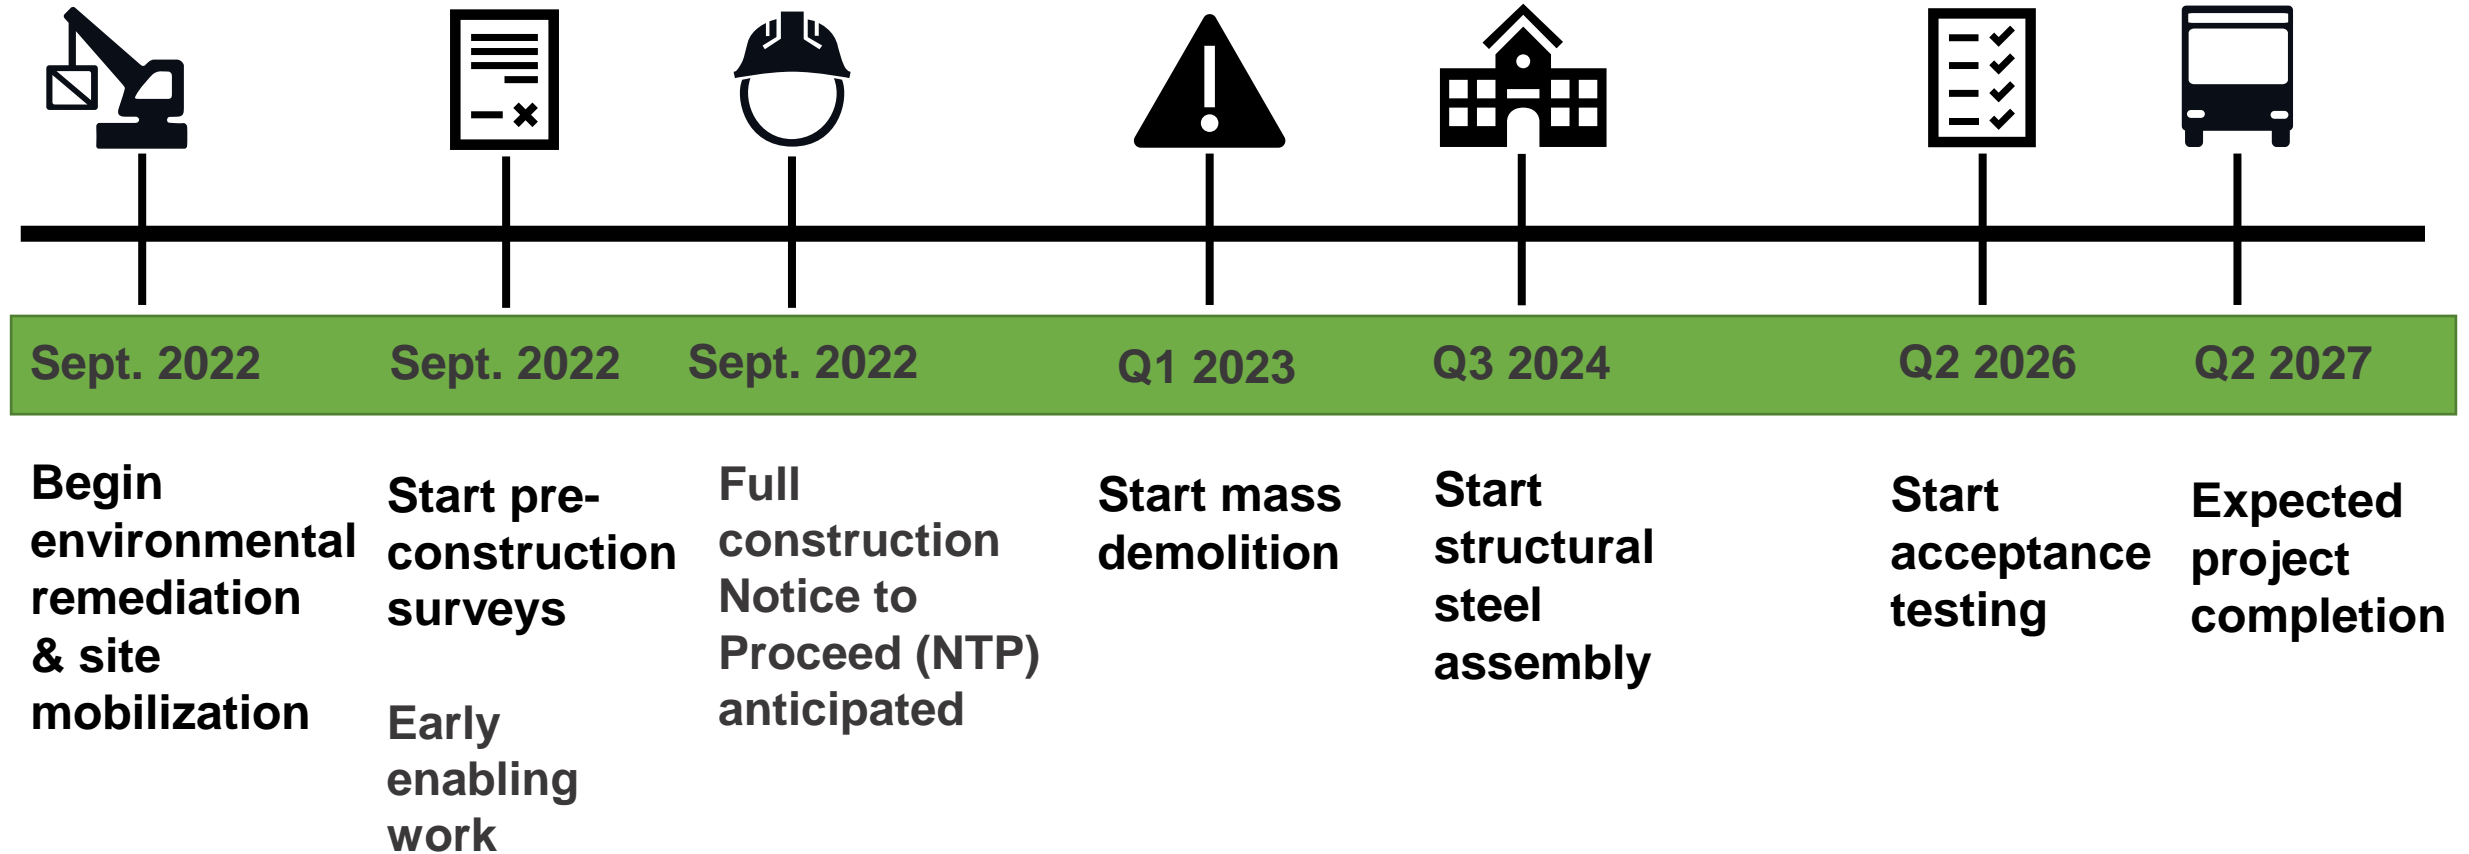 Sept. 2022
Sept. 2022
Sept. 2022
Q1 2023
Q3 2024
Q2 2026
Q2 2027
Begin
environmental
remediation
& site
mobilization
Start pre-
construction
surveys
Early
enabling
work
Full
construction
Notice to
Proceed (NTP)
anticipated
Start mass
demolition
Start
structural
steel
assembly
Start
acceptance
testing
Expected
project
completion